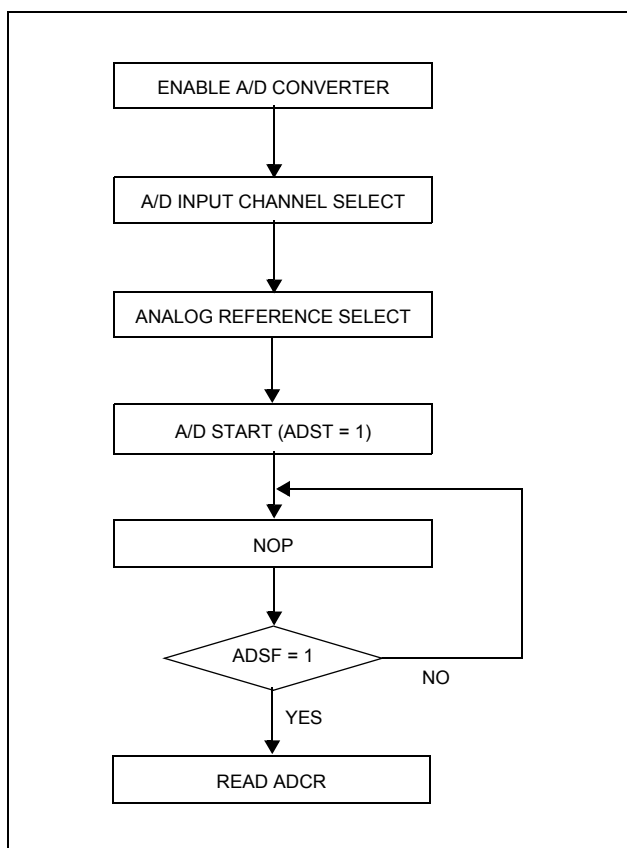 ENABLE A/D CONVERTER
A/D INPUT CHANNEL SELECT
ANALOG REFERENCE SELECT
A/D START (ADST = 1)
NOP
ADSF = 1
NO
YES
READ ADCR